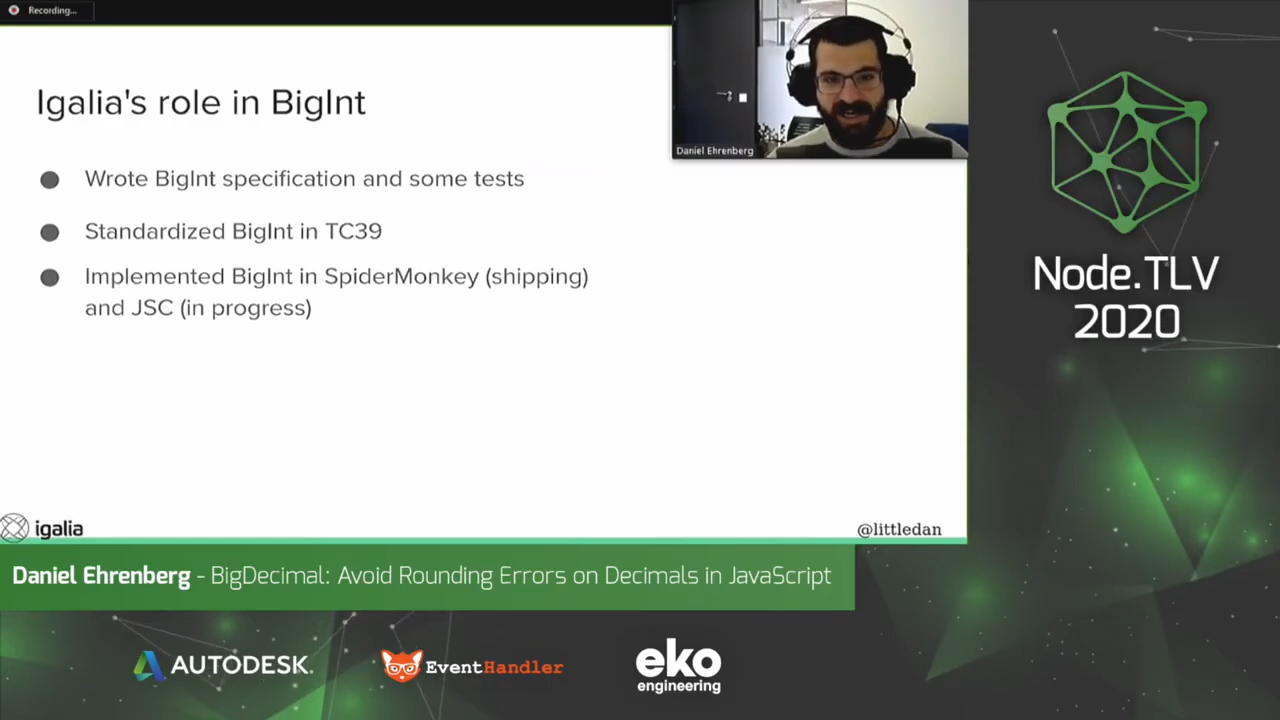 Recording...
Igalia's role in BigInt
Daniel Ehrenberg
Wrote BigInt specification and some tests
Standardized BigInt in TC39
Implemented BigInt in SpiderMonkey (shipping)
and JSC (in progress)
Node.TLV
2020
igalia
@littledan
Daniel Ehrenberg - BigDecimal: Avoid Rounding Errors on Decimals in JavaScript
AUTODESK.
EventHandler
eko
engineering